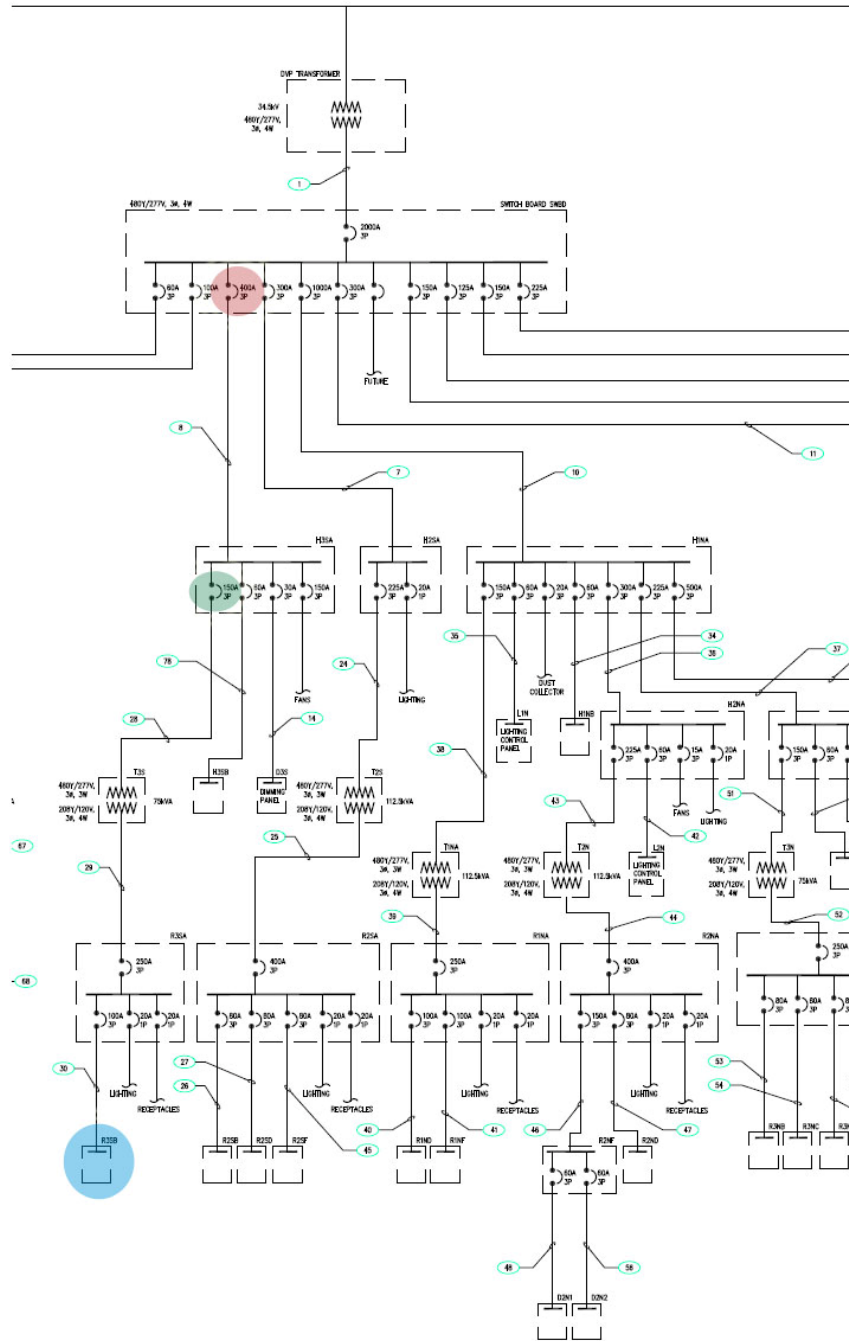 DVP TRANSFORMER
34.5kV
480Y/277V,
3ø, 4W
1
480Y/277V, 3ø, 4W
SWITCH BOARD SWBD
2000A
3P
60A
3P
100A
3P
400A
3P
300A
3P
1000A
3P
300A
3P
150A
3P
125A
3P
150A
3P
225A
3P
FUTURE
8
7
10
11
H3SA
H2SA
H1NA
150A
3P
60A
3P
30A
3P
150A
3P
225A
3P
20A
1P
150A
3P
60A
3P
20A
3P
60A
3P
300A
3P
225A
3P
500A
3P
78
24
35
34
36
37
28
14
FANS
LIGHTING
DUST
COLLECTOR
38
L1N
LIGHTING
CONTROL
PANEL
H1NB
H2NA
225A
3P
60A
3P
15A
3P
20A
1P
150A
3P
60A
3P
T3S
480Y/277V,
3ø, 3W
208Y/120V,
3ø, 4W
75kVA
H3SB
D3S
DIMMING
PANEL
T2S
480Y/277V,
3ø, 3W
208Y/120V,
3ø, 4W
112.5kVA
FANS
LIGHTING
51
43
42
67
25
29
T1NA
480Y/277V,
3ø, 3W
208Y/120V,
3ø, 4W
112.5kVA
T2N
480Y/277V,
3ø, 3W
208Y/120V,
3ø, 4W
112.5kVA
L2N
LIGHTING
CONTROL
PANEL
T3N
480Y/277V,
3ø, 3W
208Y/120V,
3ø, 4W
75kVA
39
44
52
R3SA
R2SA
R1NA
R2NA
250A
3P
400A
3P
250A
3P
400A
3P
250A
3P
68
100A
3P
20A
1P
20A
1P
60A
3P
60A
3P
60A
3P
20A
1P
20A
1P
100A
3P
100A
3P
20A
1P
20A
1P
150A
3P
60A
3P
20A
1P
20A
1P
60A
3P
60A
3P
30
27
26
53
54
LIGHTING
RECEPTACLES
LIGHTING
RECEPTACLES
LIGHTING
RECEPTACLES
LIGHTING
RECEPTACLES
45
40
41
46
47
R3SB
R2SB
R2SD
R2SF
R1ND
R1NF
R2NF
R2ND
R3NB
R3NC
60A
3P
60A
3P
48
58
D2N1
D2N2